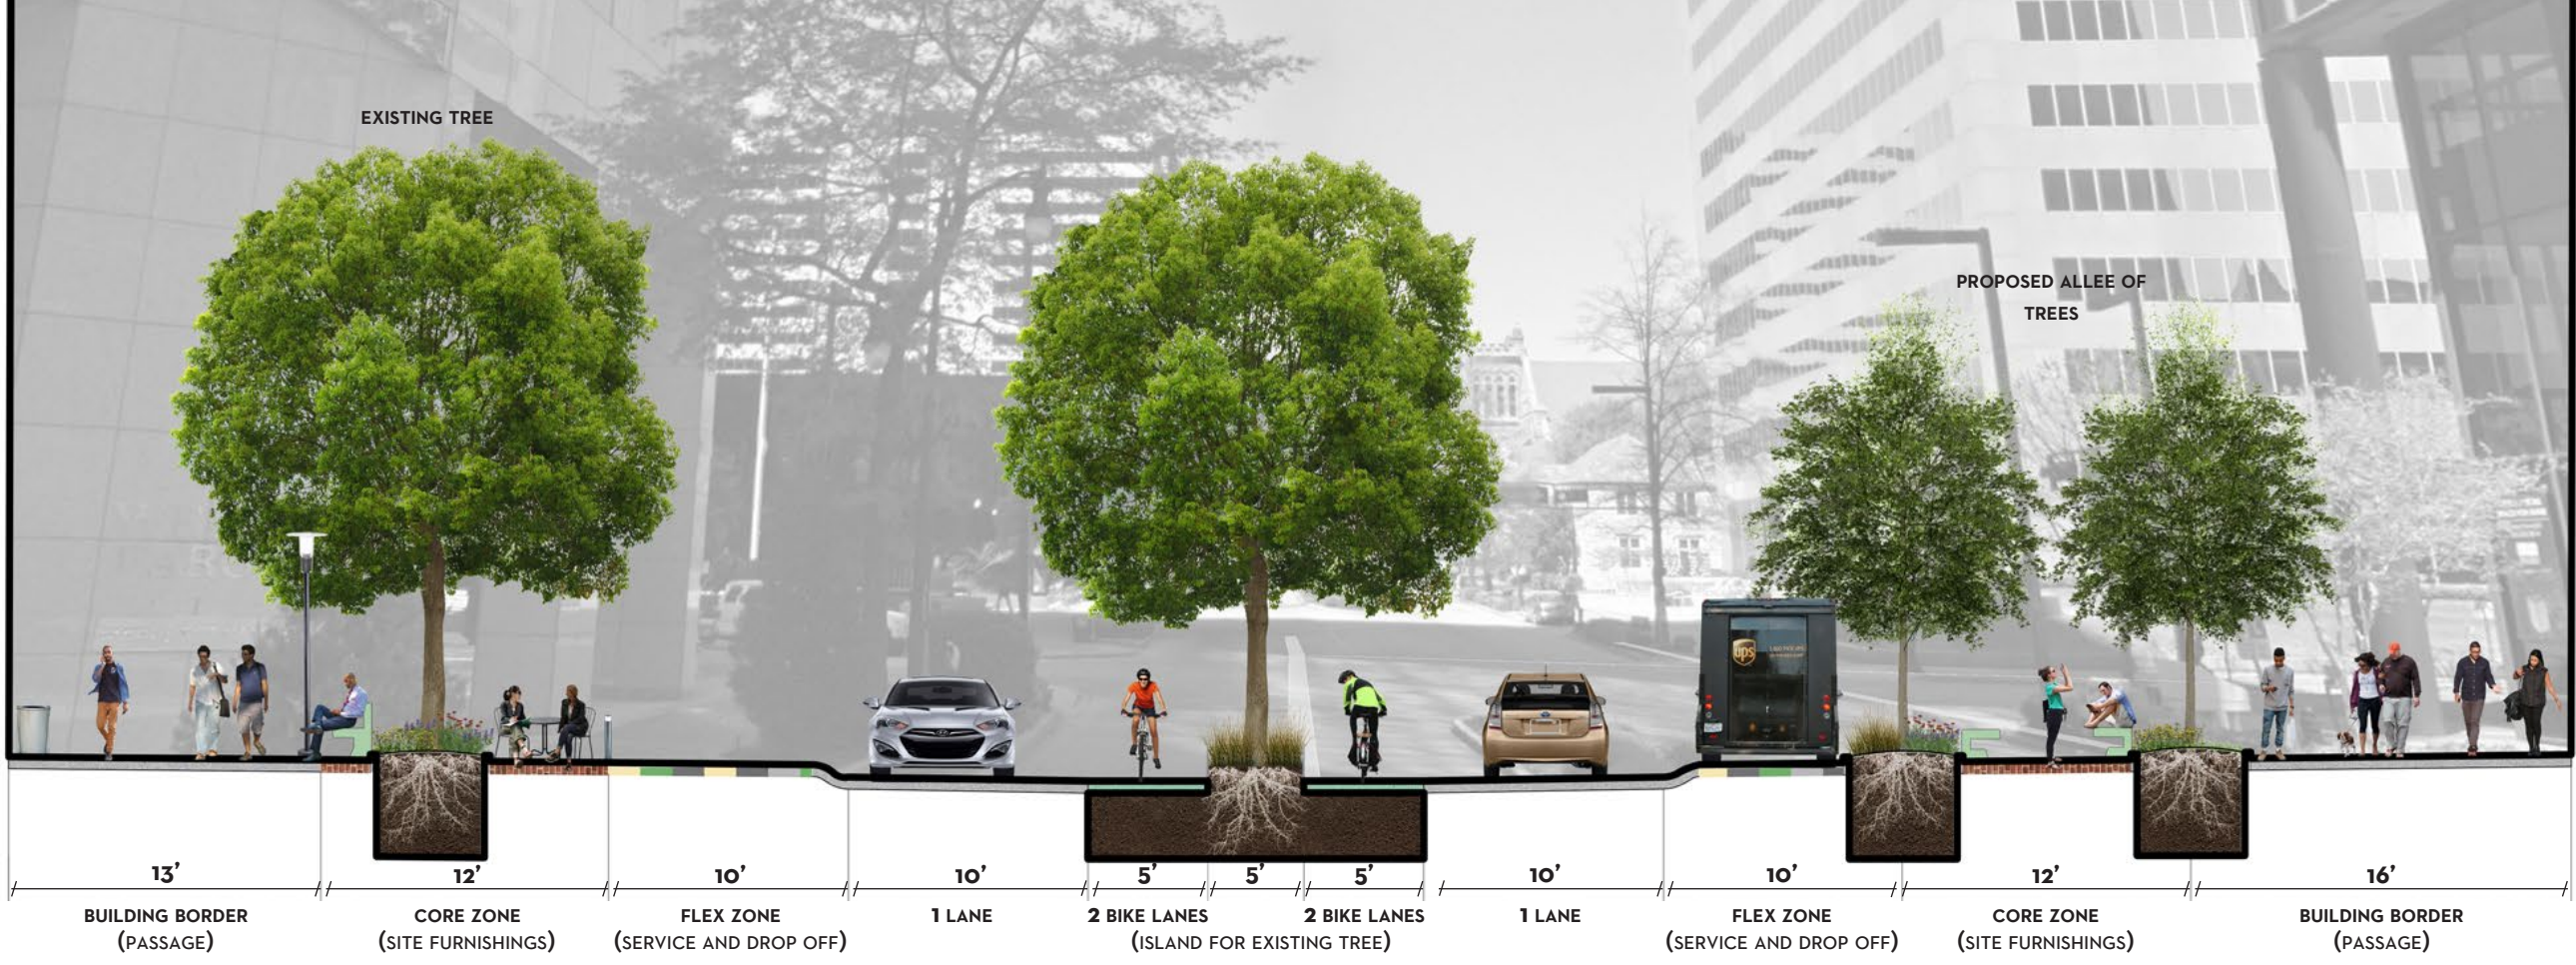 EXISTING TREE
PROPOSED ALLEE OF
TREES
ups
13’ 12’ 10’ 10’ 5’ 5’ 5’ 10’ 10’ 12’ 16’
BUILDING BORDER CORE ZONE FLEX ZONE 1 LANE 2 BIKE LANES 2 BIKE LANES 1 LANE FLEX ZONE CORE ZONE BUILDING BORDER
(PASSAGE) (SITE FURNISHINGS) (SERVICE AND DROP OFF) (ISLAND FOR EXISTING TREE) (SERVICE AND DROP OFF) (SITE FURNISHINGS) (PASSAGE)